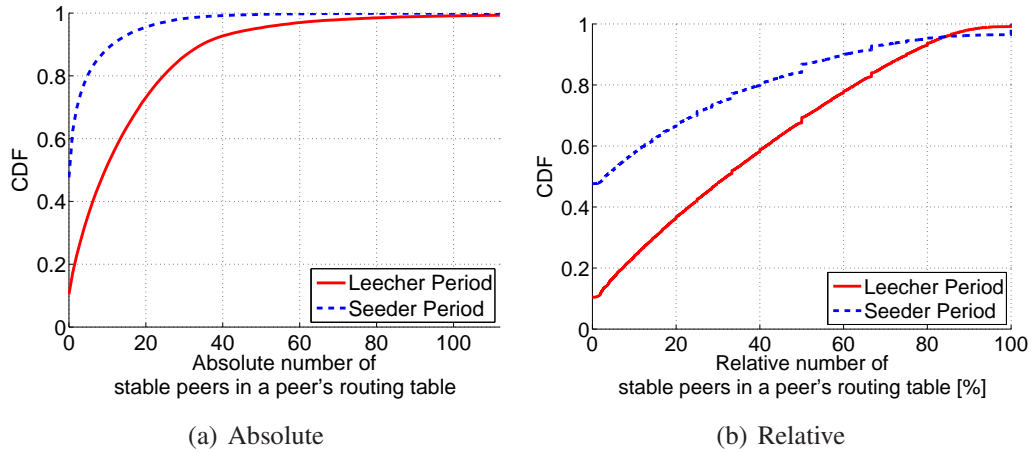 1
0.8
0.6
0.4
0.2
0
CDF
0 20 40 60 80 100
Absolute number of
stable peers in a peer's routing table
Leecher Period
Seeder Period
(a) Absolute
1
0.8
0.6
0.4
0.2
0
CDF
0 20 40 60 80 100
Relative number of
stable peers in a peer's routing table [%]
Leecher Period
Seeder Period
(b) Relative